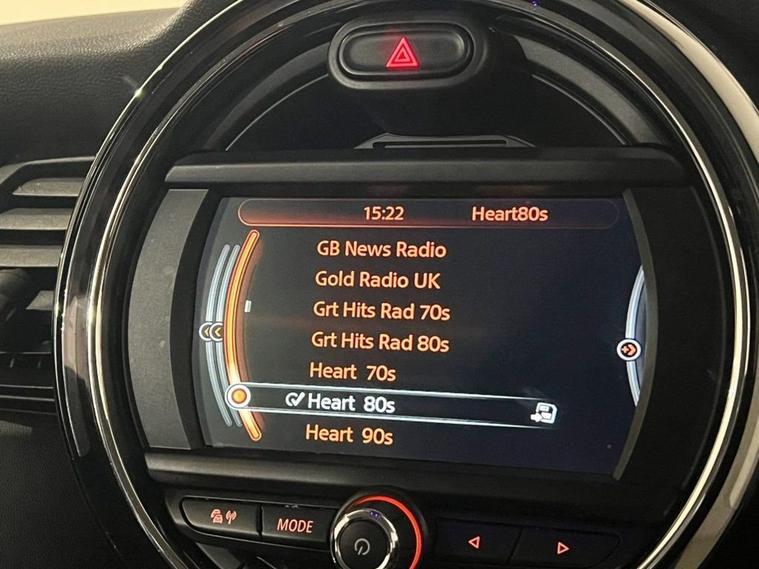 15:22 Heart80s
GB News Radio
Gold Radio UK
Grt Hits Rad 70s
Grt Hits Rad 80s
Heart 70s
Heart 80s
Heart 90s
MODE